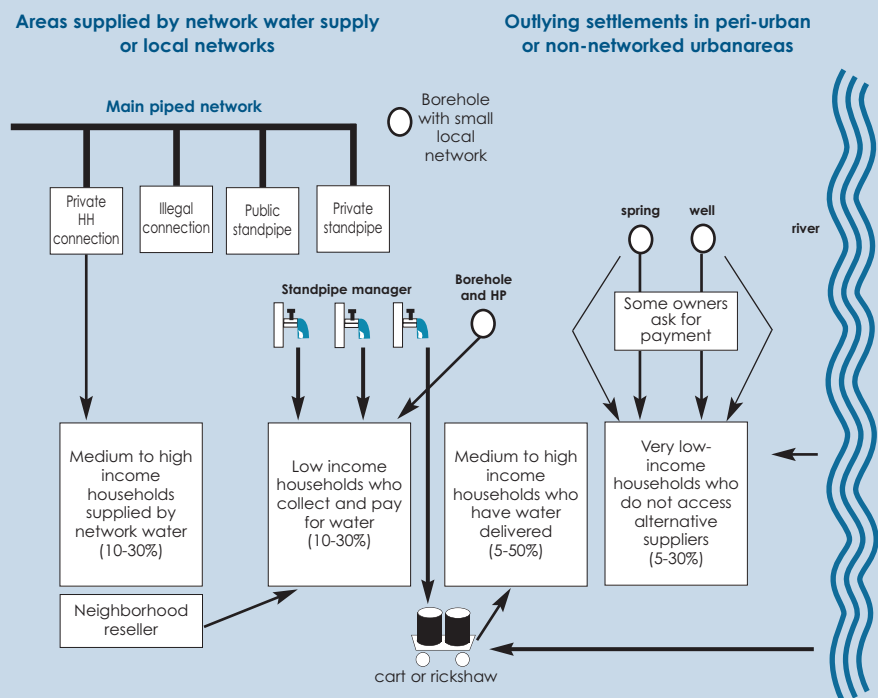 Areas supplied by network water supply
or local networks
Outlying settlements in peri-urban
or non-networked urbanareas
Main piped network
Borehole
with small
local
network
Private
HH
connection
Illegal
connection
Public
standpipe
Private
standpipe
spring
well
river
Standpipe manager
Borehole
and HP
Some owners
ask for
payment
Medium to high
income
households
supplied by
network water
(10-30%)
Low income
households who
collect and pay
for water
(10-30%)
Medium to high
income
households who
have water
delivered
(5-50%)
Very low-
income
households who
do not access
alternative
suppliers
(5-30%)
Neighborhood
reseller
cart or rickshaw